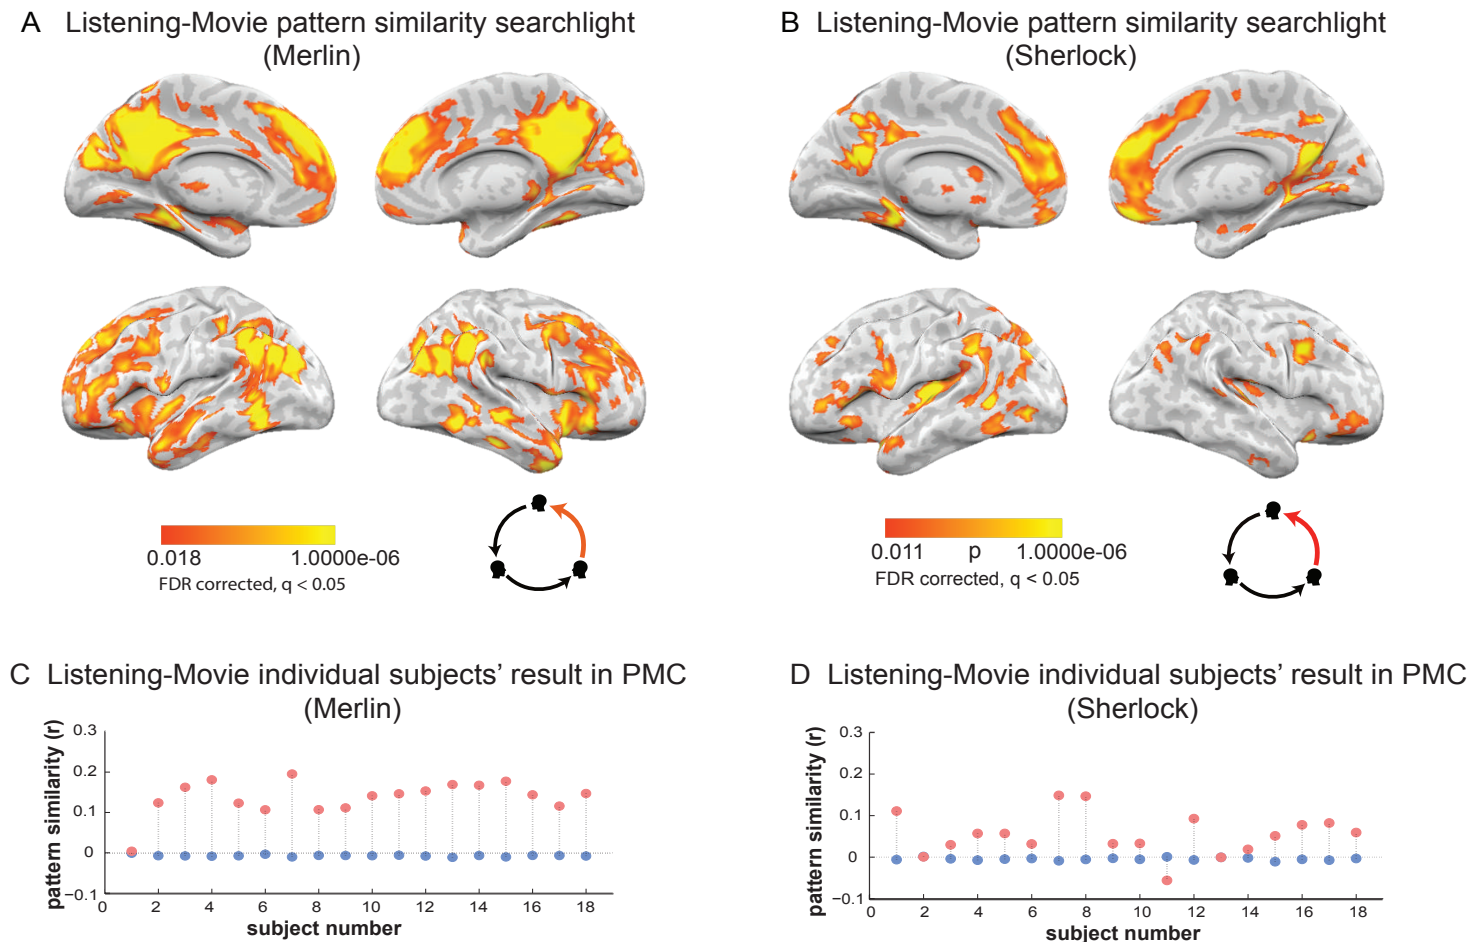 A Listening-Movie pattern similarity searchlight
(Merlin)
B Listening-Movie pattern similarity searchlight
(Sherlock)
0.018 1.0000e-06
FDR corrected, q < 0.05
0.011 p 1.0000e-06
FDR corrected, q < 0.05
C Listening-Movie individual subjects’ result in PMC
(Merlin)
pattern similarity (r)
0.3
0.2
0.1
0
−0.1
0 2 4 6 8 10 12 14 16 18
subject number
D Listening-Movie individual subjects’ result in PMC
(Sherlock)
pattern similarity (r)
0.3
0.2
0.1
0
−0.1
0 2 4 6 8 10 12 14 16 18
subject number